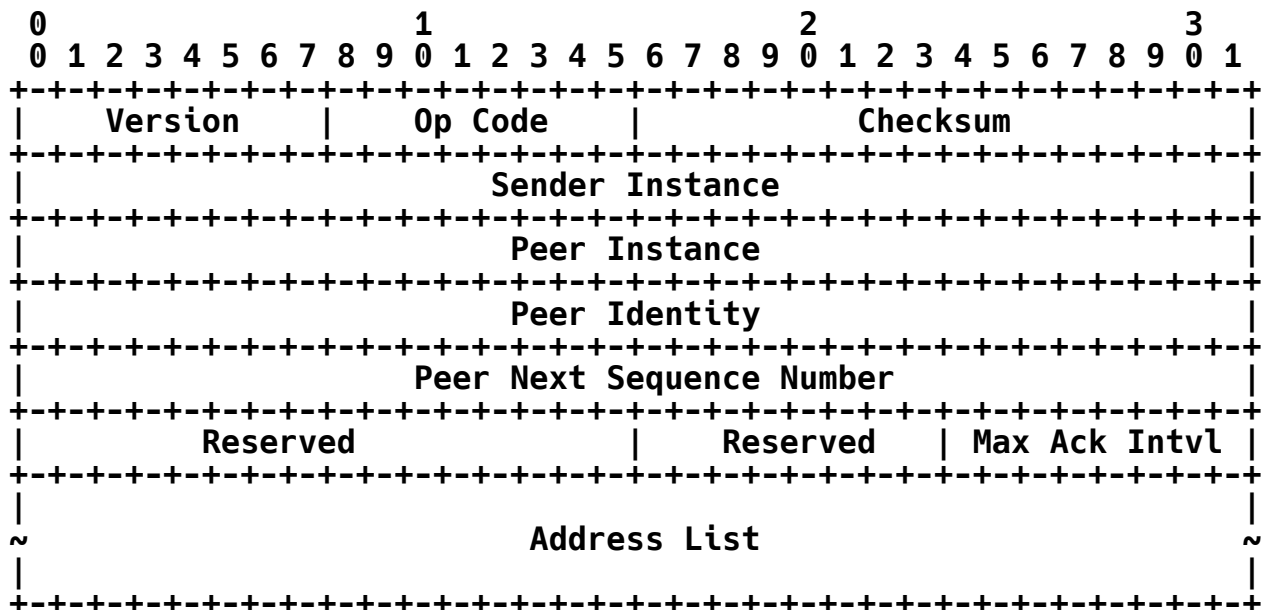 0                   1                   2                   3
 0 1 2 3 4 5 6 7 8 9 0 1 2 3 4 5 6 7 8 9 0 1 2 3 4 5 6 7 8 9 0 1
+-+-+-+-+-+-+-+-+-+-+-+-+-+-+-+-+-+-+-+-+-+-+-+-+-+-+-+-+-+-+-+-+
|    Version    |    Op Code    |           Checksum            |
+-+-+-+-+-+-+-+-+-+-+-+-+-+-+-+-+-+-+-+-+-+-+-+-+-+-+-+-+-+-+-+-+
|                        Sender Instance                        |
+-+-+-+-+-+-+-+-+-+-+-+-+-+-+-+-+-+-+-+-+-+-+-+-+-+-+-+-+-+-+-+-+
|                         Peer Instance                         |
+-+-+-+-+-+-+-+-+-+-+-+-+-+-+-+-+-+-+-+-+-+-+-+-+-+-+-+-+-+-+-+-+
|                         Peer Identity                         |
+-+-+-+-+-+-+-+-+-+-+-+-+-+-+-+-+-+-+-+-+-+-+-+-+-+-+-+-+-+-+-+-+
|                    Peer Next Sequence Number                  |
+-+-+-+-+-+-+-+-+-+-+-+-+-+-+-+-+-+-+-+-+-+-+-+-+-+-+-+-+-+-+-+-+
|         Reserved              |    Reserved   | Max Ack Intvl |
+-+-+-+-+-+-+-+-+-+-+-+-+-+-+-+-+-+-+-+-+-+-+-+-+-+-+-+-+-+-+-+-+
|                                                               |
~                          Address List                         ~
|                                                               |
+-+-+-+-+-+-+-+-+-+-+-+-+-+-+-+-+-+-+-+-+-+-+-+-+-+-+-+-+-+-+-+-+